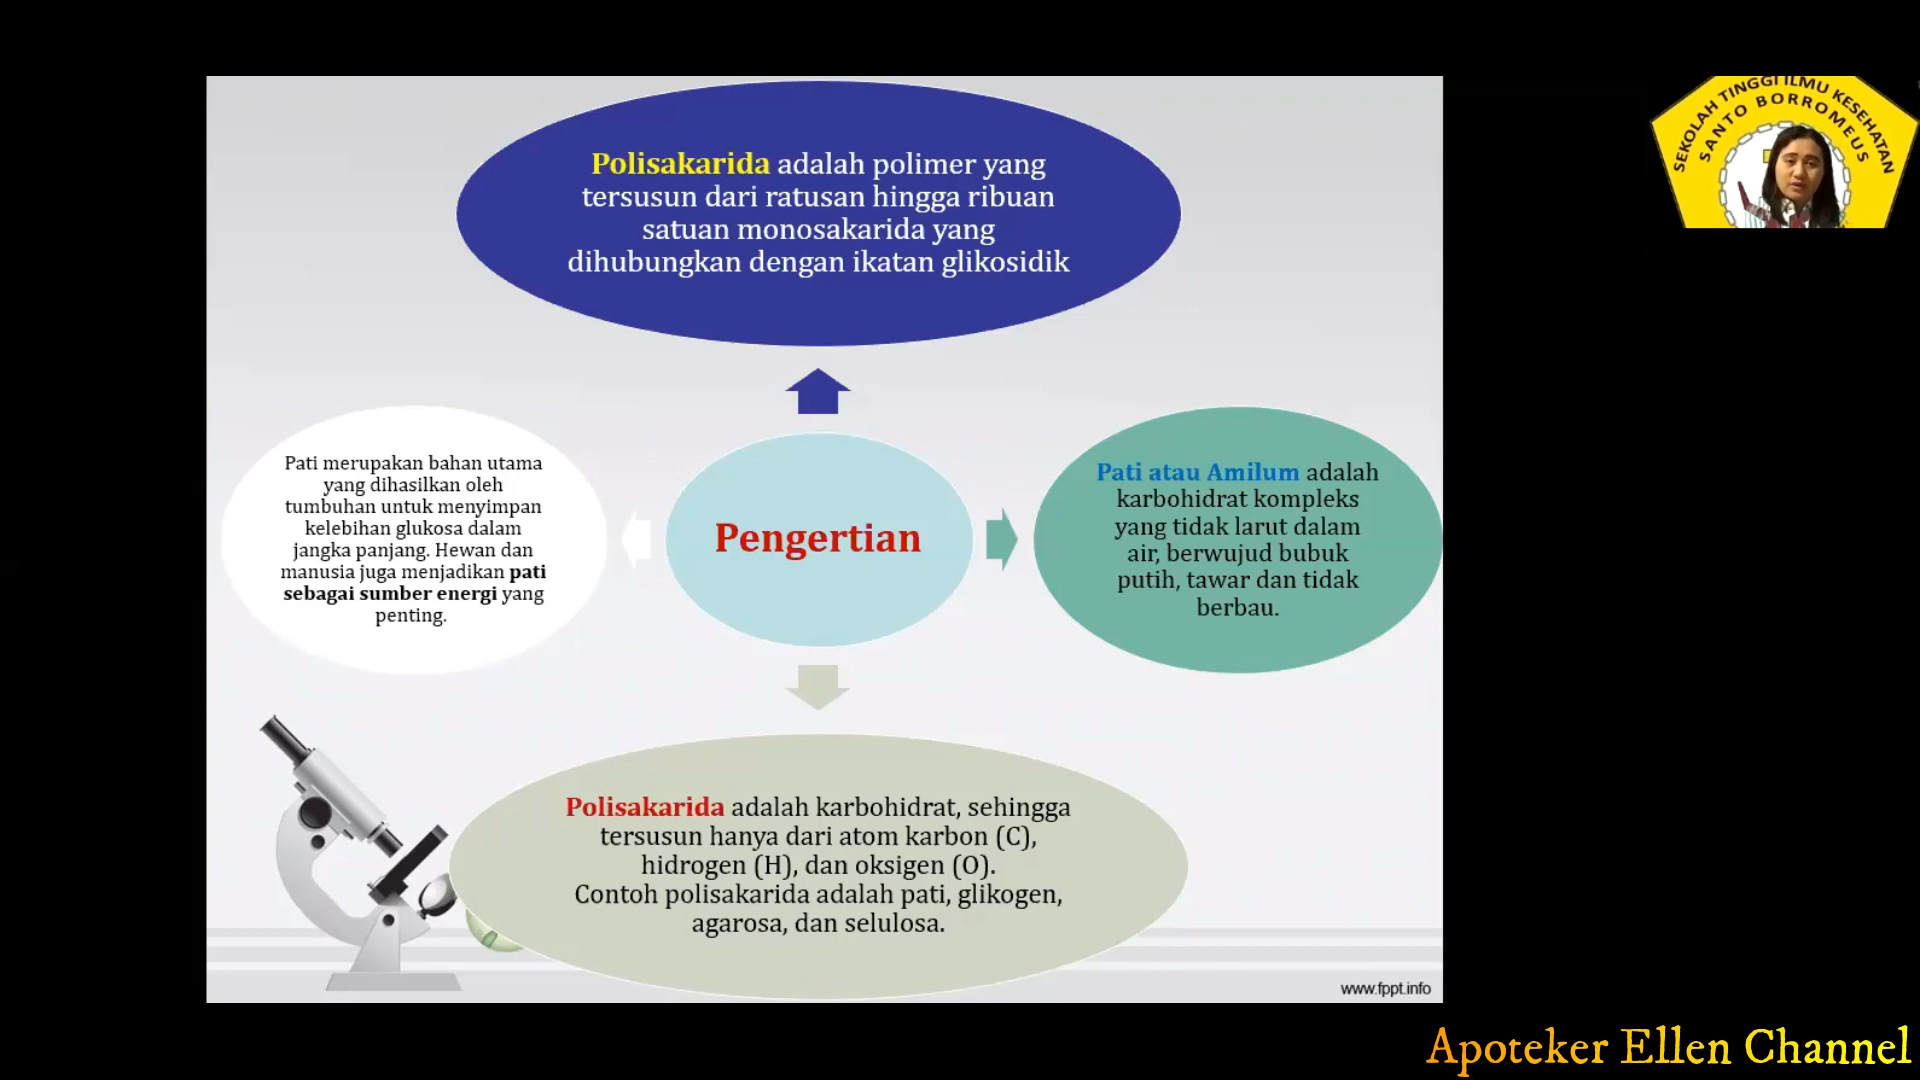 Polisakarida adalah polimer yang
tersusun dari ratusan hingga ribuan
satuan monosakarida yang
dihubungkan dengan ikatan glikosidik
SEKOLAH TINGGI ILMU KESEHATAN
SANTO BORROMEUS
Pati merupakan bahan utama
yang dihasilkan oleh
tumbuhan untuk menyimpan
kelebihan glukosa dalam
jangka panjang. Hewan dan
manusia juga menjadikan pati
sebagai sumber energi yang
penting.
Pengertian
Pati atau Amilum adalah
karbohidrat kompleks
yang tidak larut dalam
air, berwujud bubuk
putih, tawar dan tidak
berbau.
Polisakarida adalah karbohidrat, sehingga
tersusun hanya dari atom karbon (C),
hidrogen (H), dan oksigen (O).
Contoh polisakarida adalah pati, glikogen,
agarosa, dan selulosa.
www.fppt.info
Apoteker Ellen Channel